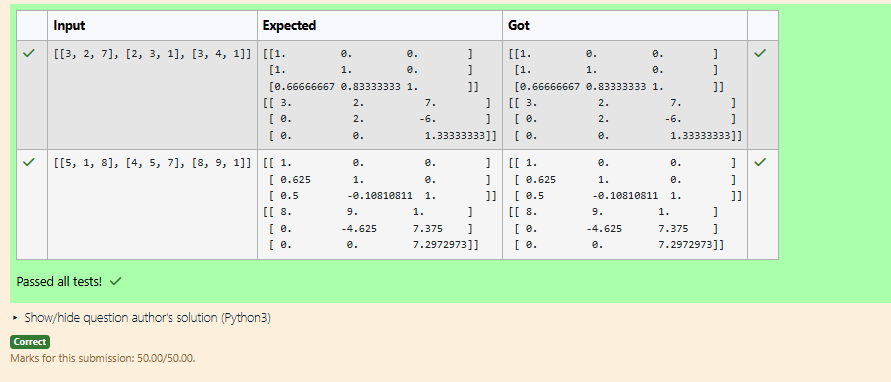 Input Expected Got
[[3, 2, 7], [2, 3, 1], [3, 4, 1]] [[1. 0. 0. ] [[1. 0. 0. ]
[1. 1. 0. ] [1. 1. 0. ]
[0.66666667 0.83333333 1. ]] [0.66666667 0.83333333 1. ]]
[[ 3. 2. 7. ] [[ 3. 2. 7. ]
[ 0. 2. -6. ] [ 0. 2. -6. ]
[ 0. 0. 1.33333333]] [ 0. 0. 1.33333333]]
[[5, 1, 8], [4, 5, 7], [8, 9, 1]] [[ 1. 0. 0. ] [[ 1. 0. 0. ]
[ 0.625 1. 0. ] [ 0.625 1. 0. ]
[ 0.5 -0.10810811 1. ]] [ 0.5 -0.10810811 1. ]]
[[ 8. 9. 1. ] [[ 8. 9. 1. ]
[ 0. -4.625 7.375 ] [ 0. -4.625 7.375 ]
[ 0. 0. 7.2972973]] [ 0. 0. 7.2972973]]
Passed all tests!
Show/hide question author's solution (Python3)
Correct
Marks for this submission: 50.00/50.00.